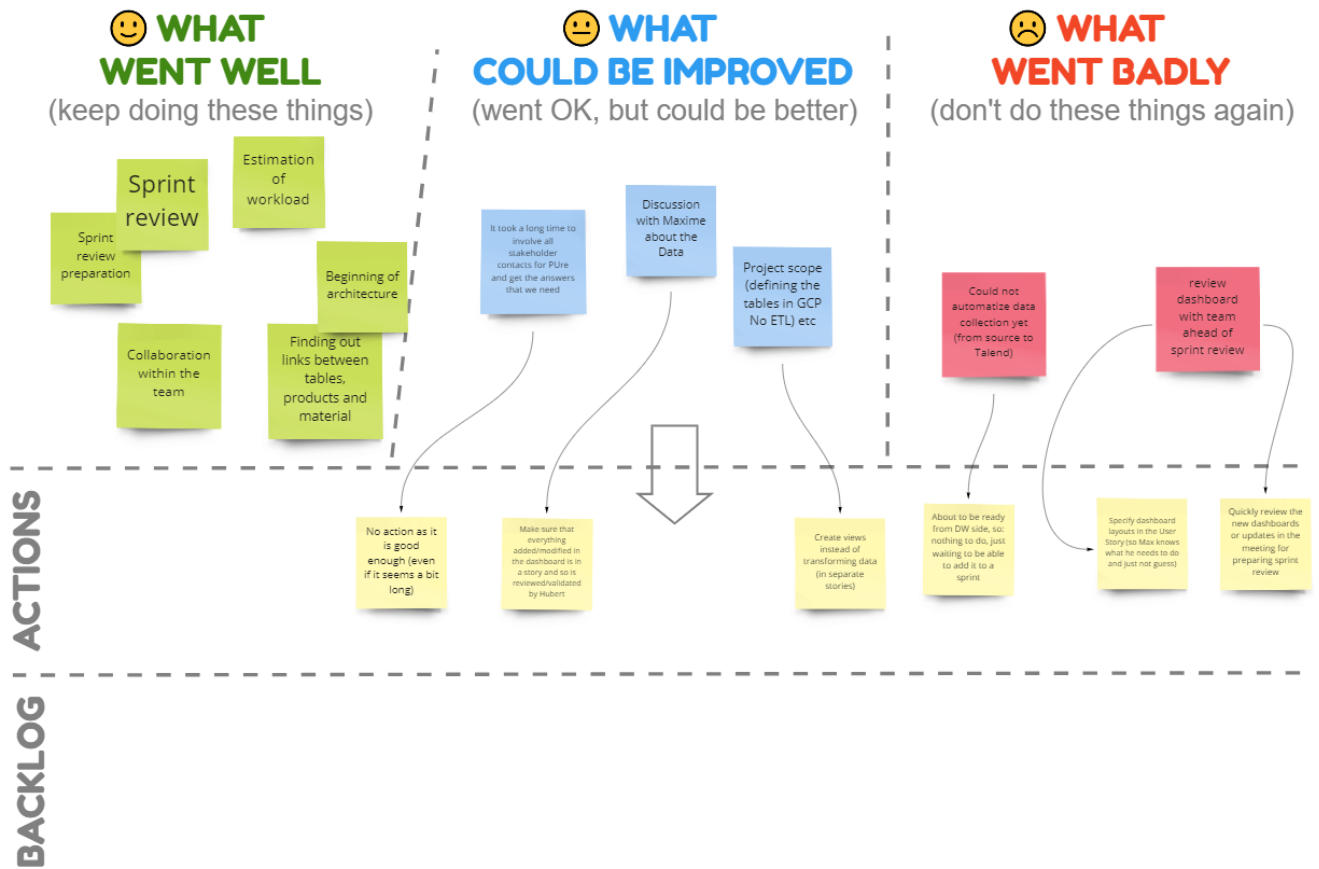 WHAT
WENT WELL
(keep doing these things)
WHAT
COULD BE IMPROVED
(went OK, but could be better)
WHAT
WENT BADLY
(don't do these things again)
Sprint
review
Estimation
of
workload
Sprint
review
preparation
Beginning of
architecture
Collaboration
within the
team
Finding out
links between
tables,
products and
material
It took a long time to
involve all
stakeholder
contacts for PUre
and get the answers
that we need
Discussion
with Maxime
about the
Data
Project scope
(defining the
tables in GCP
No ETL) etc
Could not
automatize data
collection yet
(from source to
Talend)
review
dashboard
with team
ahead of
sprint review
ACTIONS
No action as it
is good
enough (even
if it seems a bit
long)
Make sure that
everything
added/modified in
the dashboard is in
a story and so is
reviewed/validated
by Hubert
Create views
instead of
transforming data
(in separate
stories)
About to be ready
from DW side, so:
nothing to do, just
waiting to be able
to add it to a
sprint
Specify dashboard
layouts in the User
Story (so Max knows
what he needs to do
and just not guess)
Quickly review the
new dashboards
or updates in the
meeting for
preparing sprint
review
BACKLOG